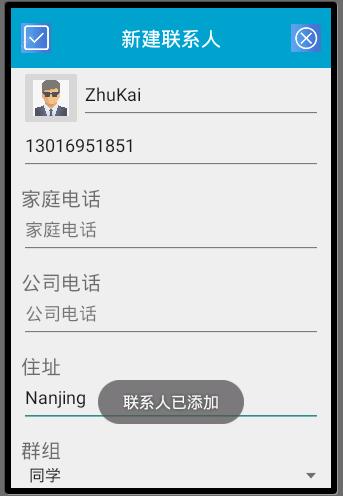 新建联系人
ZhuKai
13016951851
家庭电话
家庭电话
公司电话
公司电话
住址
Nanjing
联系人已添加
群组
同学